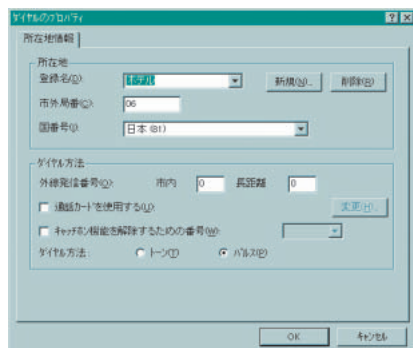 ﾀﾞｲﾔﾙのﾌﾟﾛﾊﾟﾃｨ
所在地情報
所在地
登録名(D): ホテル 新規(N)... 削除(R)
市外局番(C): 06
国番号(I): 日本 (81)
ﾀﾞｲﾔﾙ方法
外線発信番号(O): 市内 0 長距離 0
通話ｶｰﾄﾞを使用する(U): 変更(H)...
ｷｬｯﾁﾎﾝ機能を解除するための番号(W):
ﾀﾞｲﾔﾙ方法: ﾄｰﾝ(T) ﾊﾟﾙｽ(P)
OK ｷｬﾝｾﾙ